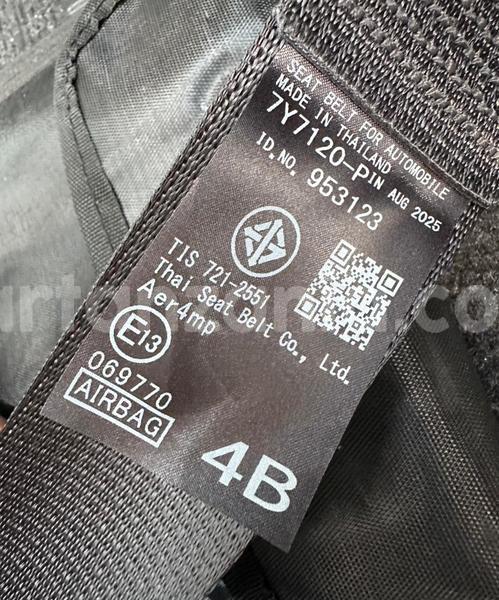 SEAT BELT FOR AUTOMOBILE
MADE IN THAILAND
7Y7120-PIN AUG 2025
ID.NO. 953123
TIS 721-2551
Thai Seat Belt Co., Ltd.
Aer4mp
E13
069770
AIRBAG
4B